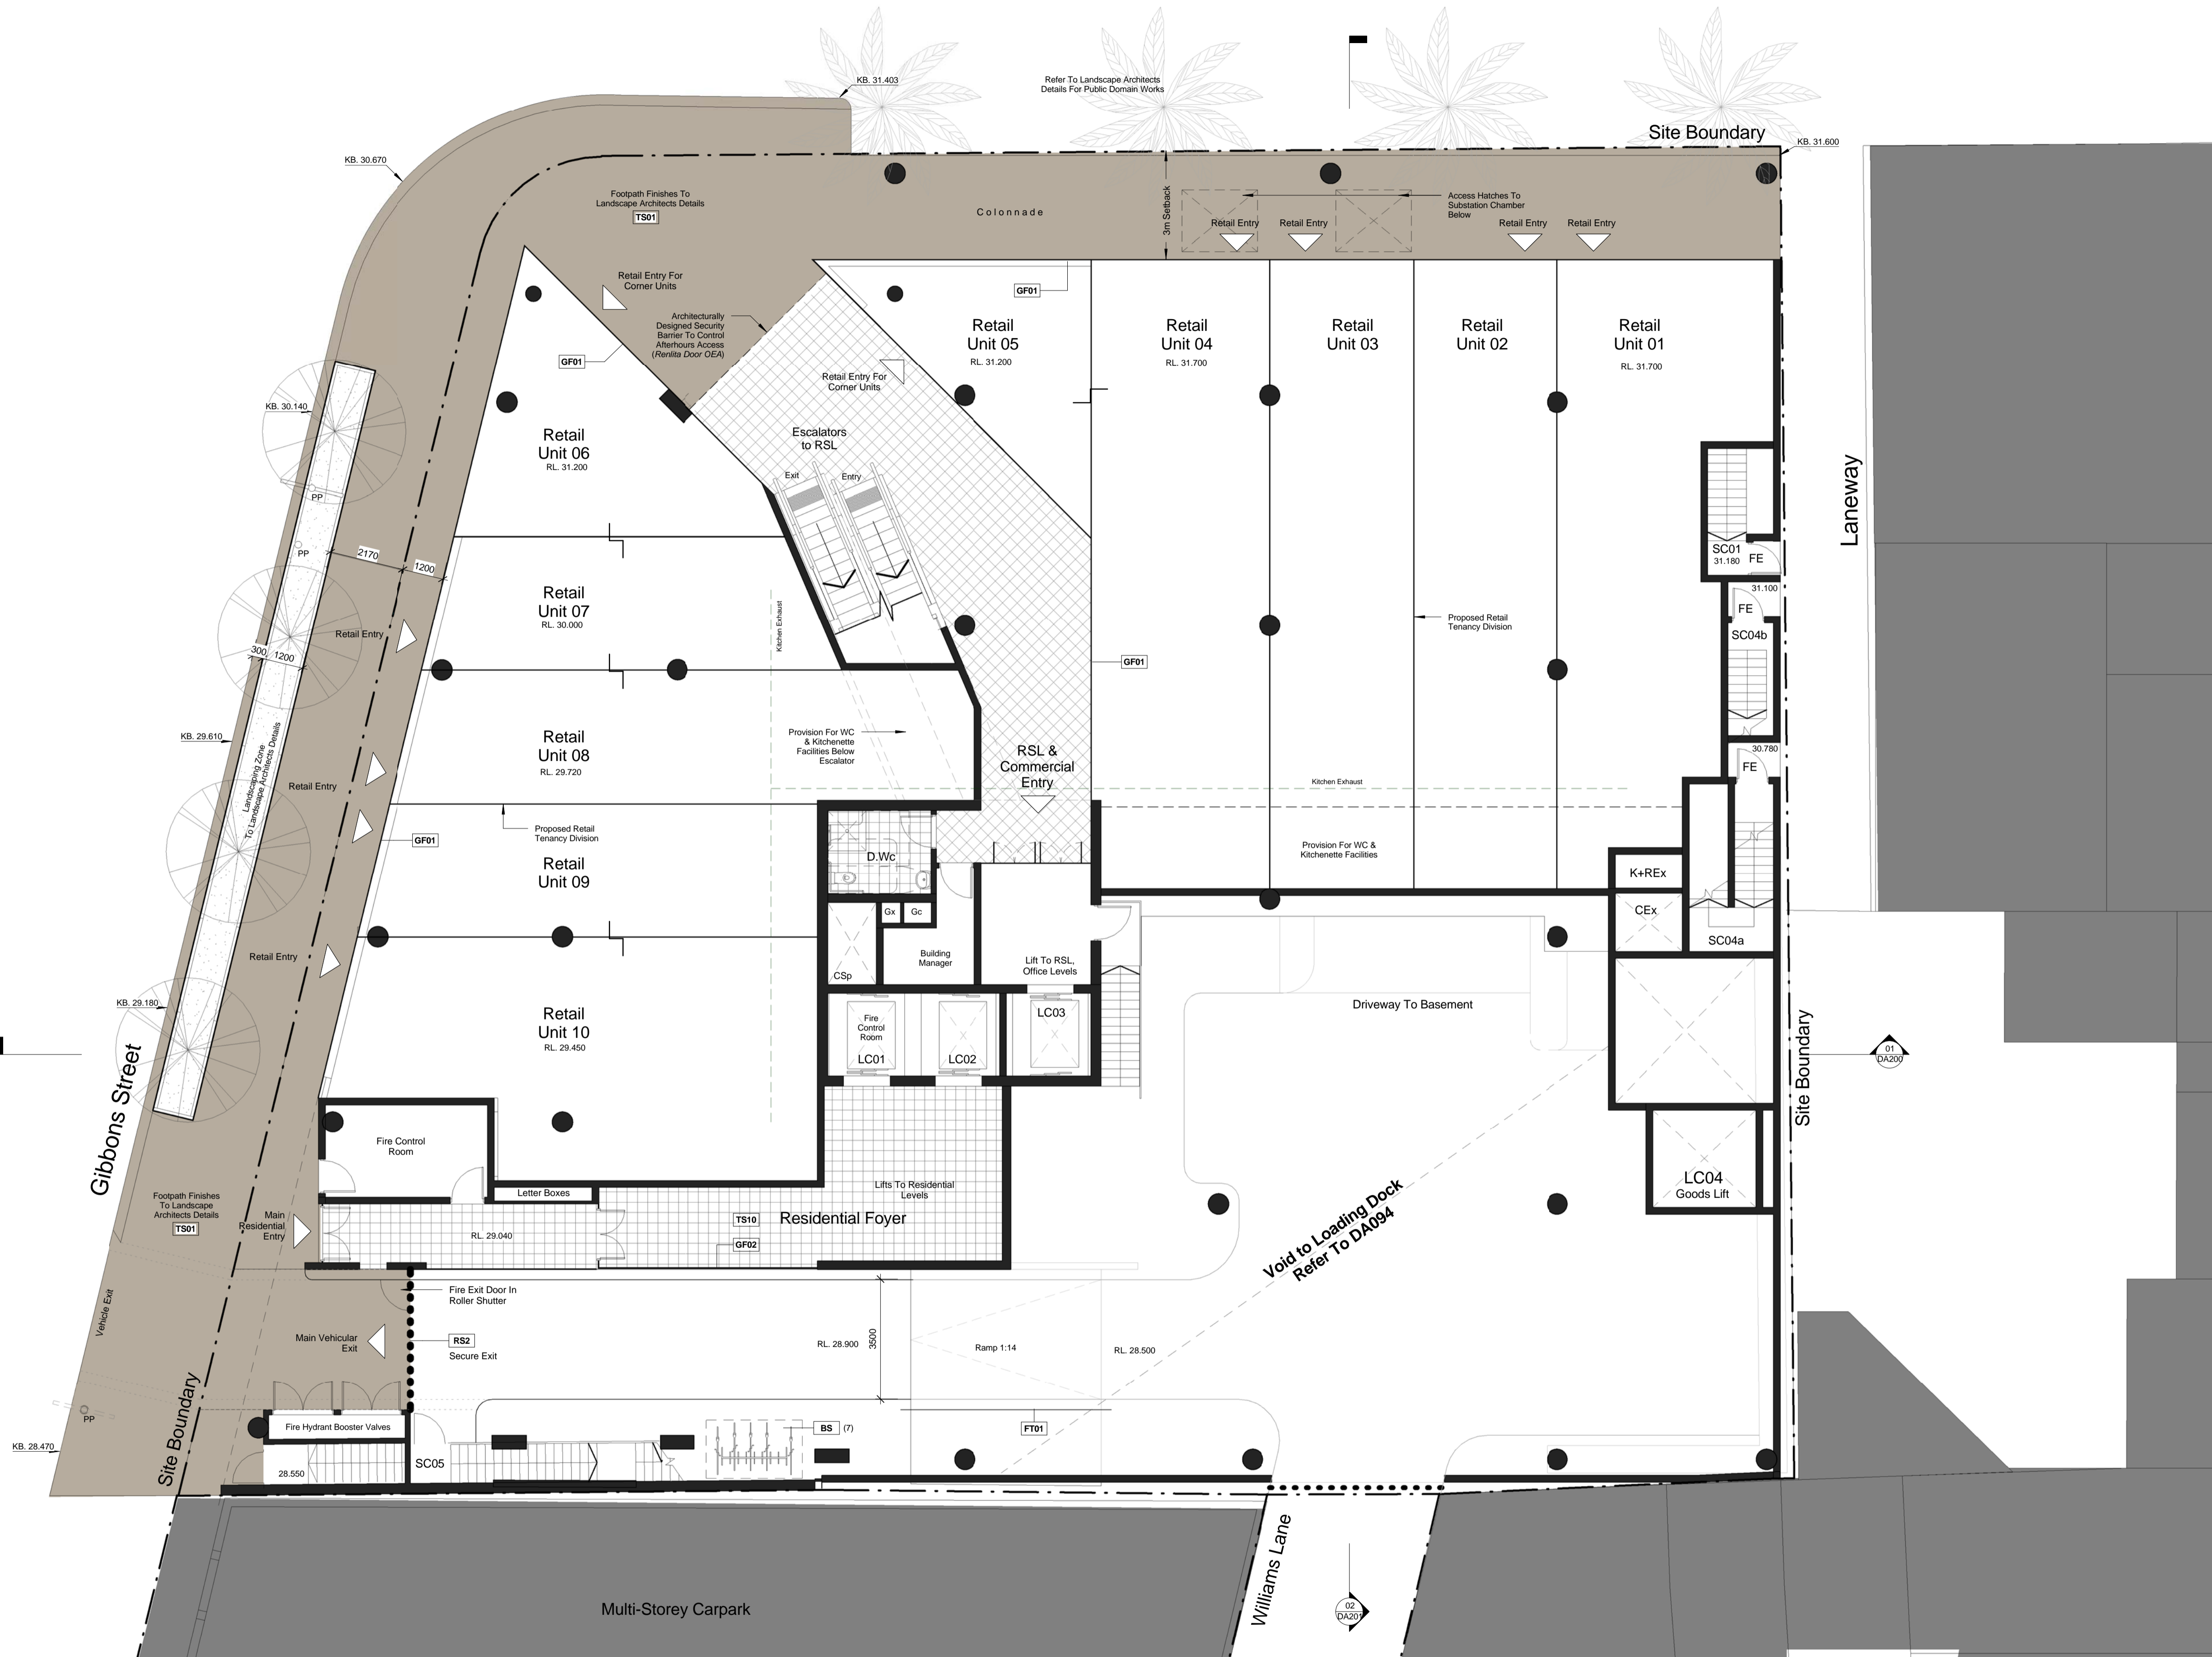 KB. 31.403
Refer To Landscape Architects
Details For Public Domain Works
Site Boundary
KB. 31.600
KB. 30.670
Footpath Finishes To
Landscape Architects Details
TS01
Colonnade
3m Setback
Access Hatches To
Substation Chamber
Below
Retail Entry
Retail Entry
Retail Entry
Retail Entry
Retail Entry For
Corner Units
GF01
Architecturally
Designed Security
Barrier To Control
Afterhours Access
(Renlita Door OEA)
GF01
Retail
Unit 05
RL. 31.200
Retail
Unit 04
RL. 31.700
Retail
Unit 03
Retail
Unit 02
Retail
Unit 01
RL. 31.700
Retail Entry For
Corner Units
KB. 30.140
Retail
Unit 06
RL. 31.200
Escalators
to RSL
Exit
Entry
PP
PP
Laneway
2170
1200
SC01
31.180
FE
31.100
FE
SC04b
Retail
Unit 07
RL. 30.000
Kitchen Exhaust
Proposed Retail
Tenancy Division
Retail Entry
300
1200
GF01
KB. 29.610
Landscaping Zone
To Landscape Architects Details
Retail
Unit 08
RL. 29.720
Provision For WC
& Kitchenette
Facilities Below
Escalator
RSL &
Commercial
Entry
30.780
FE
Kitchen Exhaust
Retail Entry
Proposed Retail
Tenancy Division
GF01
Retail
Unit 09
D.Wc
Provision For WC &
Kitchenette Facilities
K+REx
CEx
SC04a
Gx
Gc
Retail Entry
Building
Manager
CSp
Lift To RSL,
Office Levels
KB. 29.180
Driveway To Basement
Retail
Unit 10
RL. 29.450
Fire
Control
Room
LC01
LC02
LC03
01
DA200
Site Boundary
Gibbons Street
Fire Control
Room
Letter Boxes
Lifts To Residential
Levels
LC04
Goods Lift
Footpath Finishes
To Landscape
Architects Details
TS01
Main
Residential
Entry
RL. 29.040
TS10
Residential Foyer
GF02
Void to Loading Dock
Refer To DA094
Vehicle Exit
Fire Exit Door In
Roller Shutter
Main Vehicular
Exit
RS2
Secure Exit
RL. 28.900
3500
Ramp 1:14
RL. 28.500
Site Boundary
PP
Fire Hydrant Booster Valves
BS
(7)
FT01
KB. 28.470
28.550
SC05
Williams Lane
Multi-Storey Carpark
02
DA201